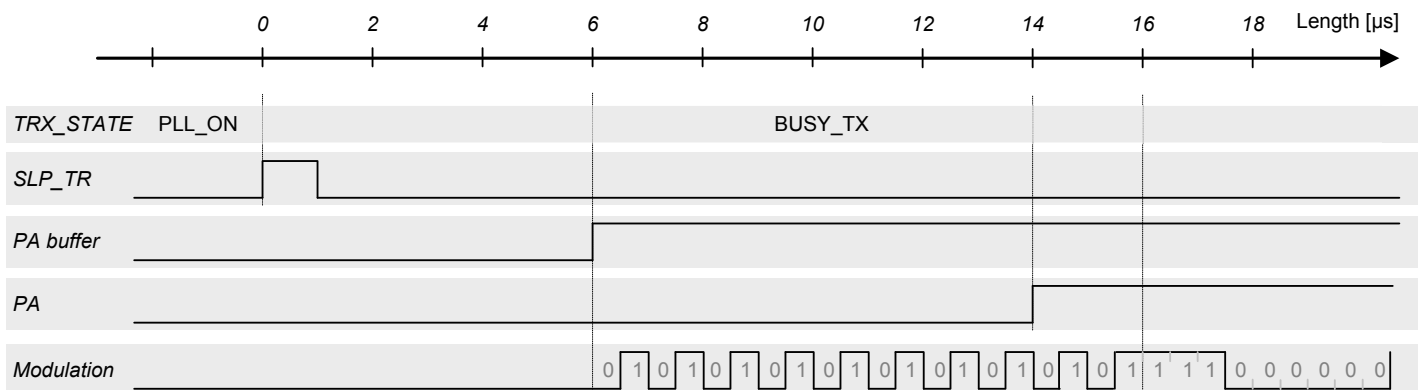 0 2 4 6 8 10 12 14 16 18 Length [µs]
TRX_STATE PLL_ON BUSY_TX
SLP_TR
PA buffer
PA
Modulation 0 1 0 1 0 1 0 1 0 1 0 1 0 1 0 1 0 1 0 1 1 1 1 0 0 0 0 0 0